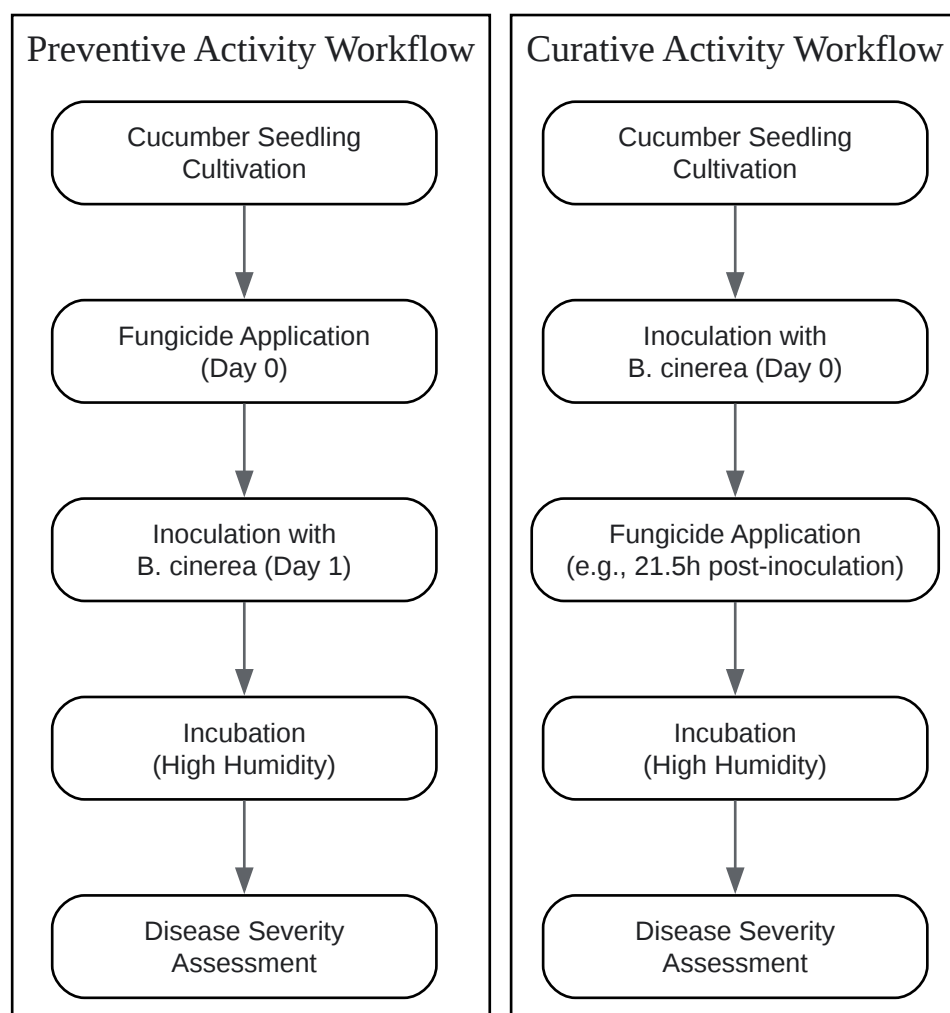 Preventive Activity Workflow
Cucumber Seedling
Cultivation
Fungicide Application
(Day 0)
Inoculation with
B. cinerea (Day 1)
Incubation
(High Humidity)
Disease Severity
Assessment
Curative Activity Workflow
Cucumber Seedling
Cultivation
Inoculation with
B. cinerea (Day 0)
Fungicide Application
(e.g., 21.5h post-inoculation)
Incubation
(High Humidity)
Disease Severity
Assessment